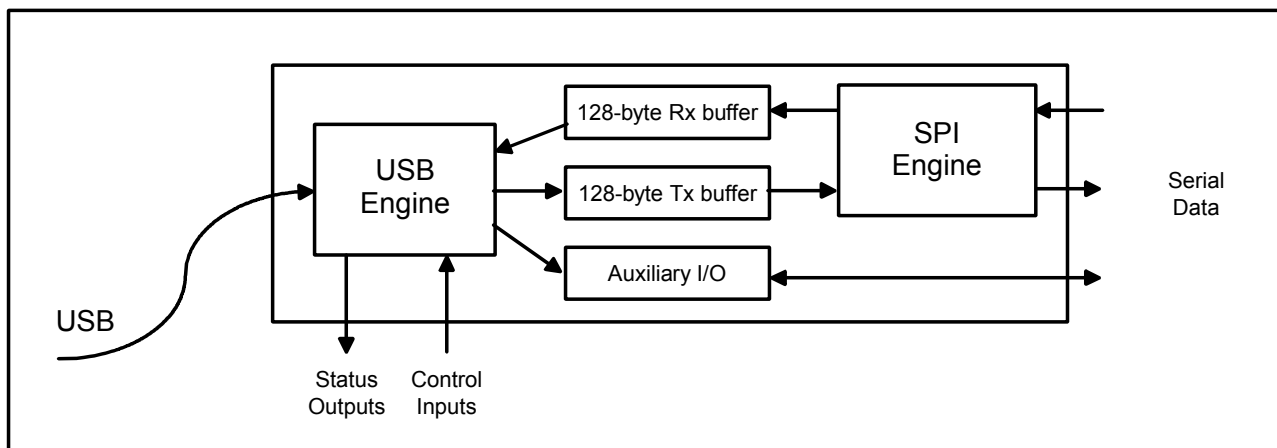 128-byte Rx buffer
SPI
Engine
USB
Engine
128-byte Tx buffer
Serial
Data
Auxiliary I/O
USB
Status
Outputs
Control
Inputs